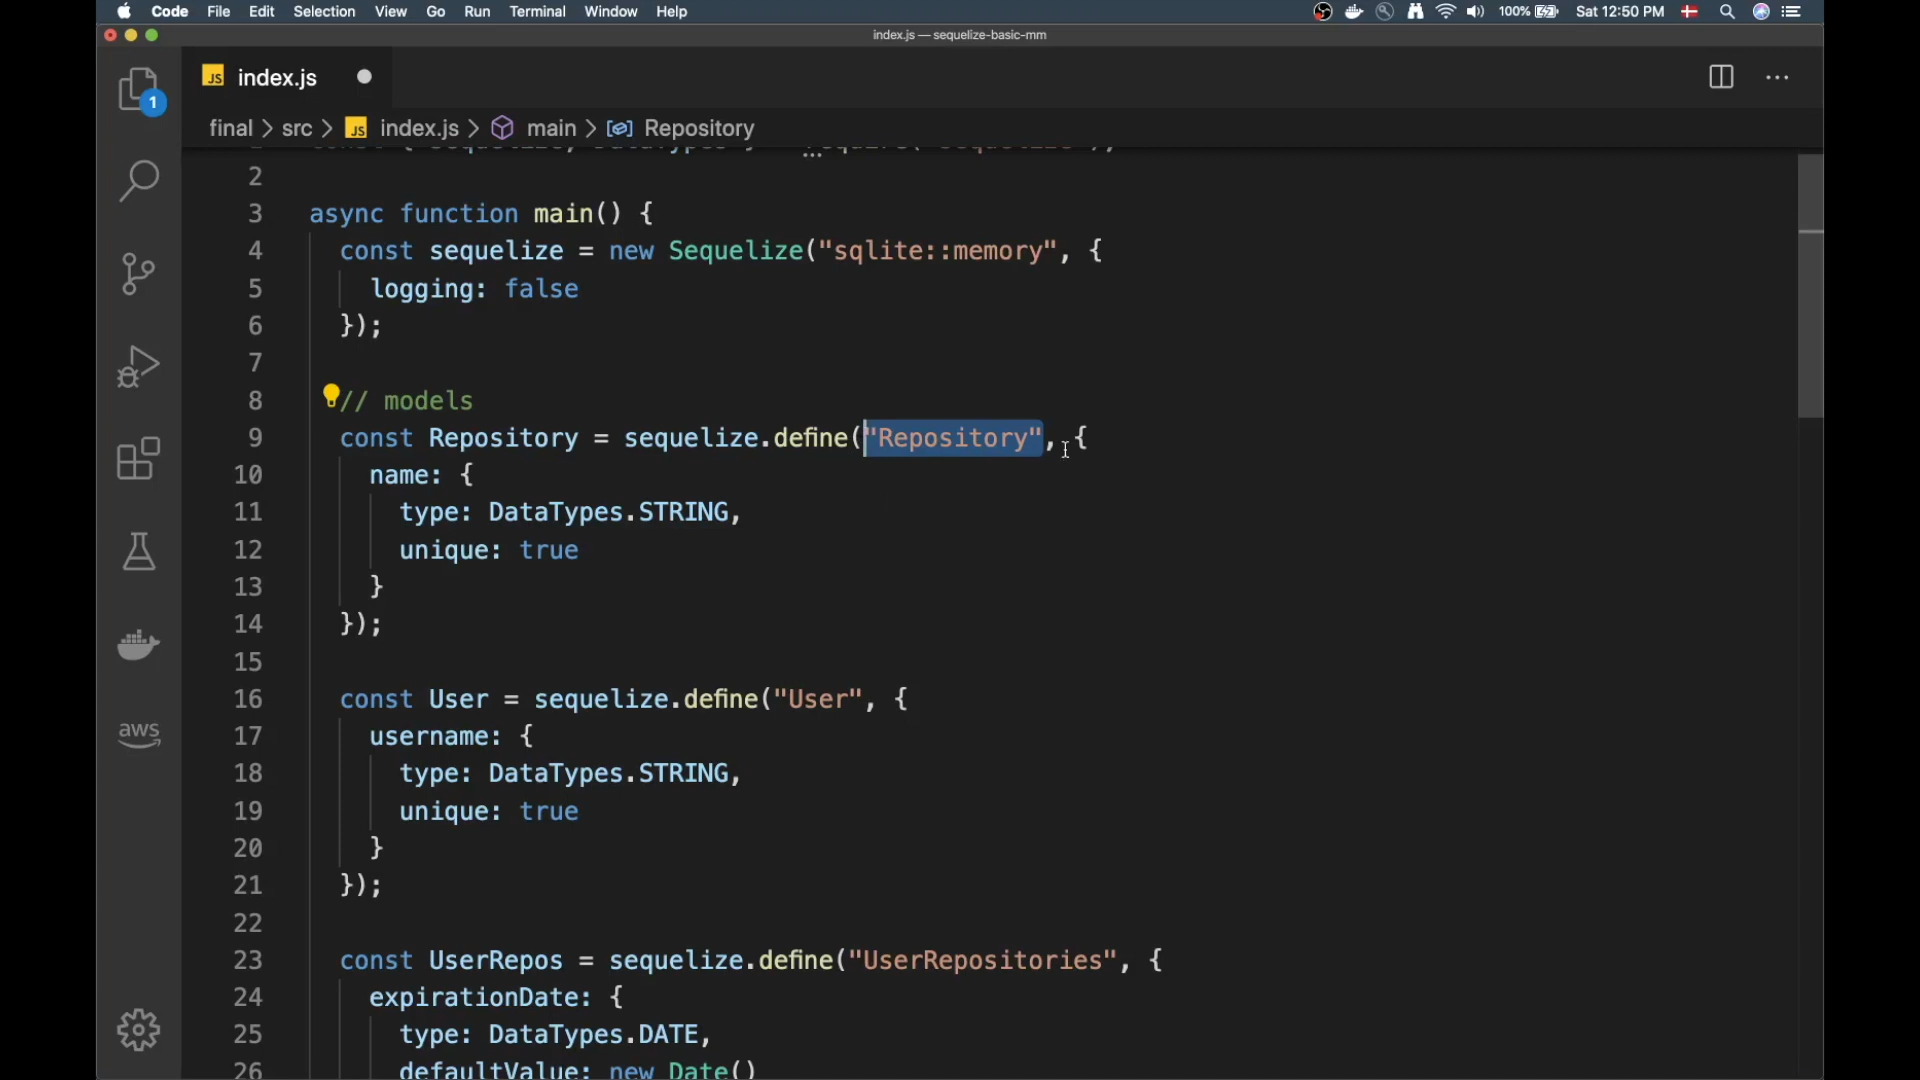 Code File Edit Selection View Go Run Terminal Window Help 100% Sat 12:50 PM
index.js — sequelize-basic-mm
JS index.js
1
final > src > JS index.js > main > Repository
2
3 async function main() {
4 const sequelize = new Sequelize("sqlite::memory", {
5 logging: false
6 });
7
8 // models
9 const Repository = sequelize.define("Repository", {
10 name: {
11 type: DataTypes.STRING,
12 unique: true
13 }
14 });
15
16 const User = sequelize.define("User", {
17 username: {
18 type: DataTypes.STRING,
19 unique: true
20 }
21 });
22
23 const UserRepos = sequelize.define("UserRepositories", {
24 expirationDate: {
25 type: DataTypes.DATE,
26 defaultValue: new Date()
aws